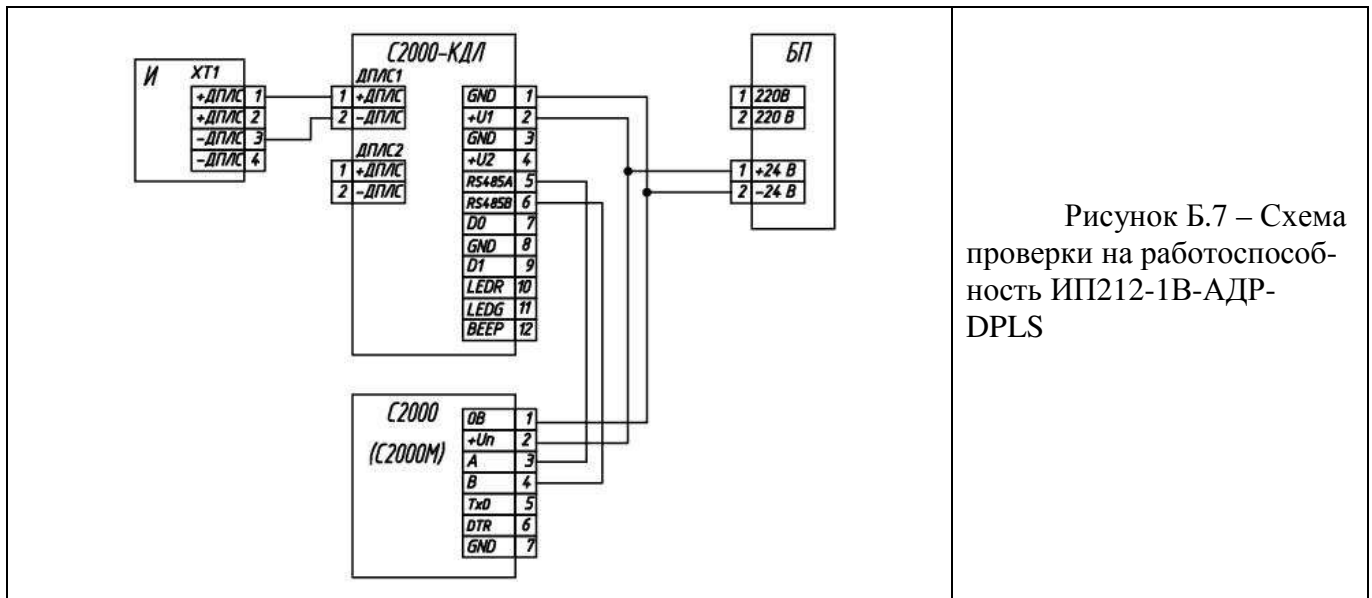 И
XT1
+ДПЛС 1
+ДПЛС 2
-ДПЛС 3
-ДПЛС 4
С2000-КДЛ
ДПЛС1
1 +ДПЛС
2 -ДПЛС
ДПЛС2
1 +ДПЛС
2 -ДПЛС
GND 1
+U1 2
GND 3
+U2 4
RS485A 5
RS485B 6
D0 7
GND 8
D1 9
LEDR 10
LEDG 11
BEEP 12
БП
1 220В
2 220 В
1 +24 В
2 -24 В
С2000
(С2000М)
0В 1
+Uп 2
A 3
B 4
TxD 5
DTR 6
GND 7
Рисунок Б.7 – Схема
проверки на работоспособ-
ность ИП212-1В-АДР-
DPLS